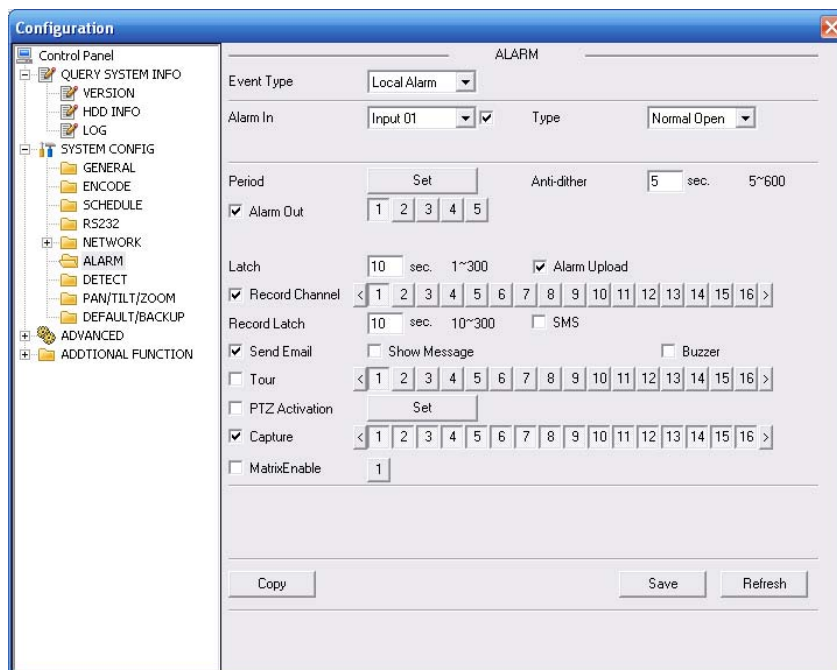 Configuration
Control Panel
QUERY SYSTEM INFO
VERSION
HDD INFO
LOG
SYSTEM CONFIG
GENERAL
ENCODE
SCHEDULE
RS232
NETWORK
ALARM
DETECT
PAN/TILT/ZOOM
DEFAULT/BACKUP
ADVANCED
ADDTIONAL FUNCTION
ALARM
Event Type Local Alarm
Alarm In Input 01 Type Normal Open
Period Set Anti-dither 5 sec. 5~600
Alarm Out 1 2 3 4 5
Latch 10 sec. 1~300 Alarm Upload
Record Channel < 1 2 3 4 5 6 7 8 9 10 11 12 13 14 15 16 >
Record Latch 10 sec. 10~300 SMS
Send Email Show Message Buzzer
Tour < 1 2 3 4 5 6 7 8 9 10 11 12 13 14 15 16 >
PTZ Activation Set
Capture < 1 2 3 4 5 6 7 8 9 10 11 12 13 14 15 16 >
MatrixEnable 1
Copy Save Refresh